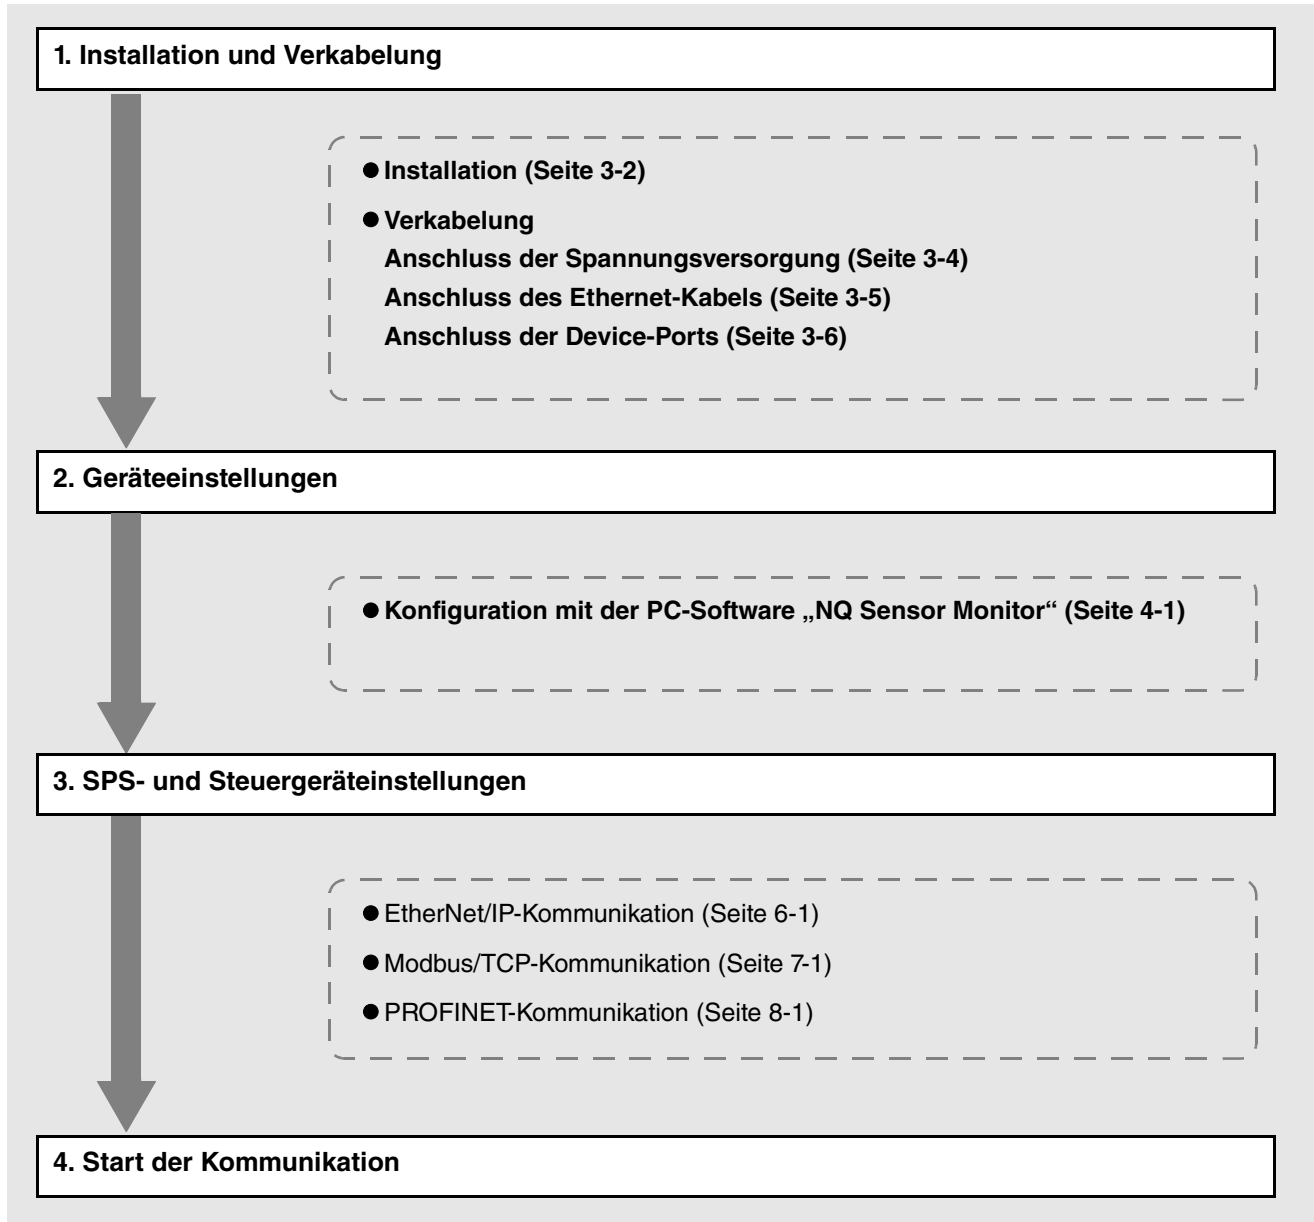 1. Installation und Verkabelung
● Installation (Seite 3-2)
● Verkabelung
Anschluss der Spannungsversorgung (Seite 3-4)
Anschluss des Ethernet-Kabels (Seite 3-5)
Anschluss der Device-Ports (Seite 3-6)
2. Geräteeinstellungen
● Konfiguration mit der PC-Software „NQ Sensor Monitor“ (Seite 4-1)
3. SPS- und Steuergeräteinstellungen
● EtherNet/IP-Kommunikation (Seite 6-1)
● Modbus/TCP-Kommunikation (Seite 7-1)
● PROFINET-Kommunikation (Seite 8-1)
4. Start der Kommunikation